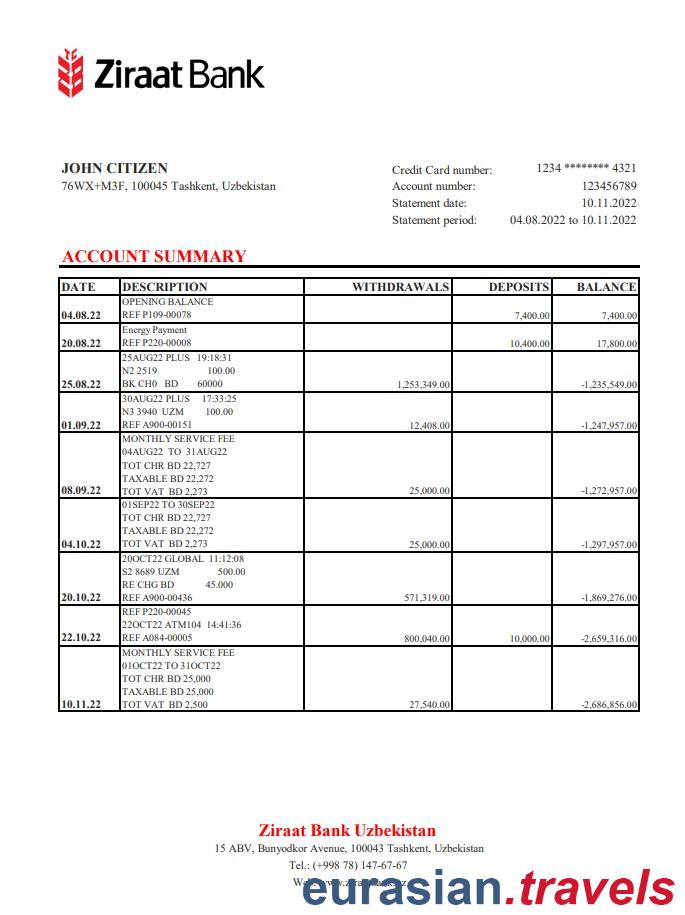 Ziraat Bank
JOHN CITIZEN
76WX+M3F, 100045 Tashkent, Uzbekistan
Credit Card number: 1234 ******** 4321
Account number: 123456789
Statement date: 10.11.2022
Statement period: 04.08.2022 to 10.11.2022
ACCOUNT SUMMARY
DATE DESCRIPTION WITHDRAWALS DEPOSITS BALANCE
OPENING BALANCE
04.08.22 REF P109-00078 7,400.00 7,400.00
Energy Payment
20.08.22 REF P220-00008 10,400.00 17,800.00
25AUG22 PLUS 19:18:31
N2 2519 100.00
25.08.22 BK CH0 BD 60000 1,253,349.00 -1,235,549.00
30AUG22 PLUS 17:33:25
N3 3940 UZM 100.00
01.09.22 REF A900-00151 12,408.00 -1,247,957.00
MONTHLY SERVICE FEE
04AUG22 TO 31AUG22
TOT CHR BD 22,727
TAXABLE BD 22,272
08.09.22 TOT VAT BD 2,273 25,000.00 -1,272,957.00
01SEP22 TO 30SEP22
TOT CHR BD 22,727
TAXABLE BD 22,272
04.10.22 TOT VAT BD 2,273 25,000.00 -1,297,957.00
20OCT22 GLOBAL 11:12:08
S2 8689 UZM 500.00
RE CHG BD 45.000
20.10.22 REF A900-00436 571,319.00 -1,869,276.00
REF P220-00045
22OCT22 ATM104 14:41:36
22.10.22 REF A084-00005 800,040.00 10,000.00 -2,659,316.00
MONTHLY SERVICE FEE
01OCT22 TO 31OCT22
TOT CHR BD 25,000
TAXABLE BD 25,000
10.11.22 TOT VAT BD 2,500 27,540.00 -2,686,856.00
Ziraat Bank Uzbekistan
15 ABV, Bunyodkor Avenue, 100043 Tashkent, Uzbekistan
Tel.: (+998 78) 147-67-67
eurasian.travels